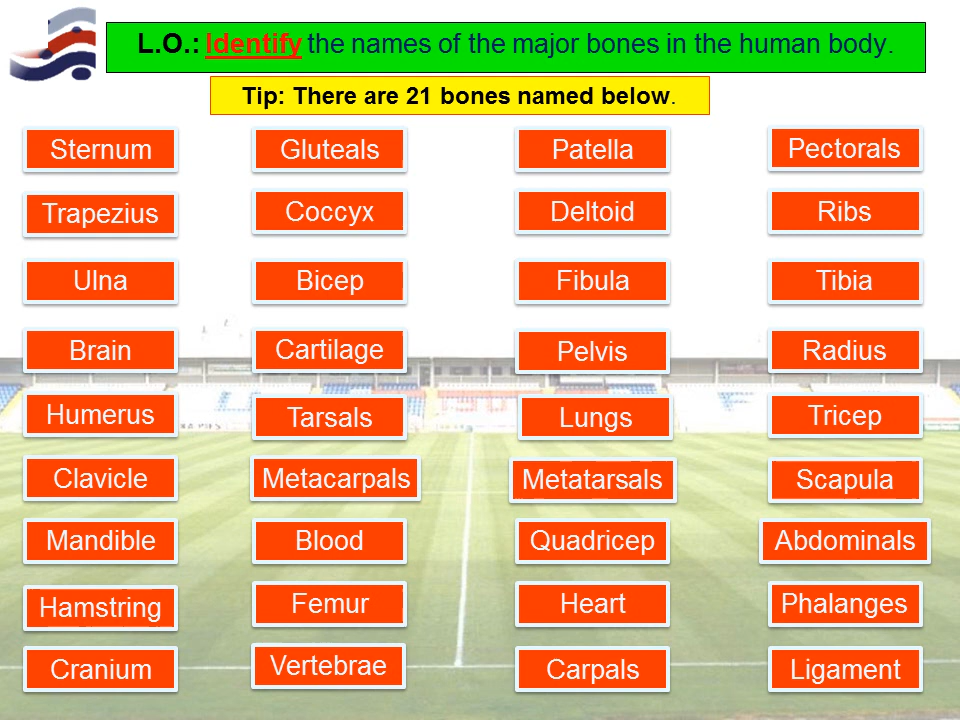 L.O.: Identify the names of the major bones in the human body.
Tip: There are 21 bones named below.
Sternum Gluteals Patella Pectorals
Trapezius Coccyx Deltoid Ribs
Ulna Bicep Fibula Tibia
Brain Cartilage Pelvis Radius
Humerus Tarsals Lungs Tricep
Clavicle Metacarpals Metatarsals Scapula
Mandible Blood Quadricep Abdominals
Hamstring Femur Heart Phalanges
Cranium Vertebrae Carpals Ligament